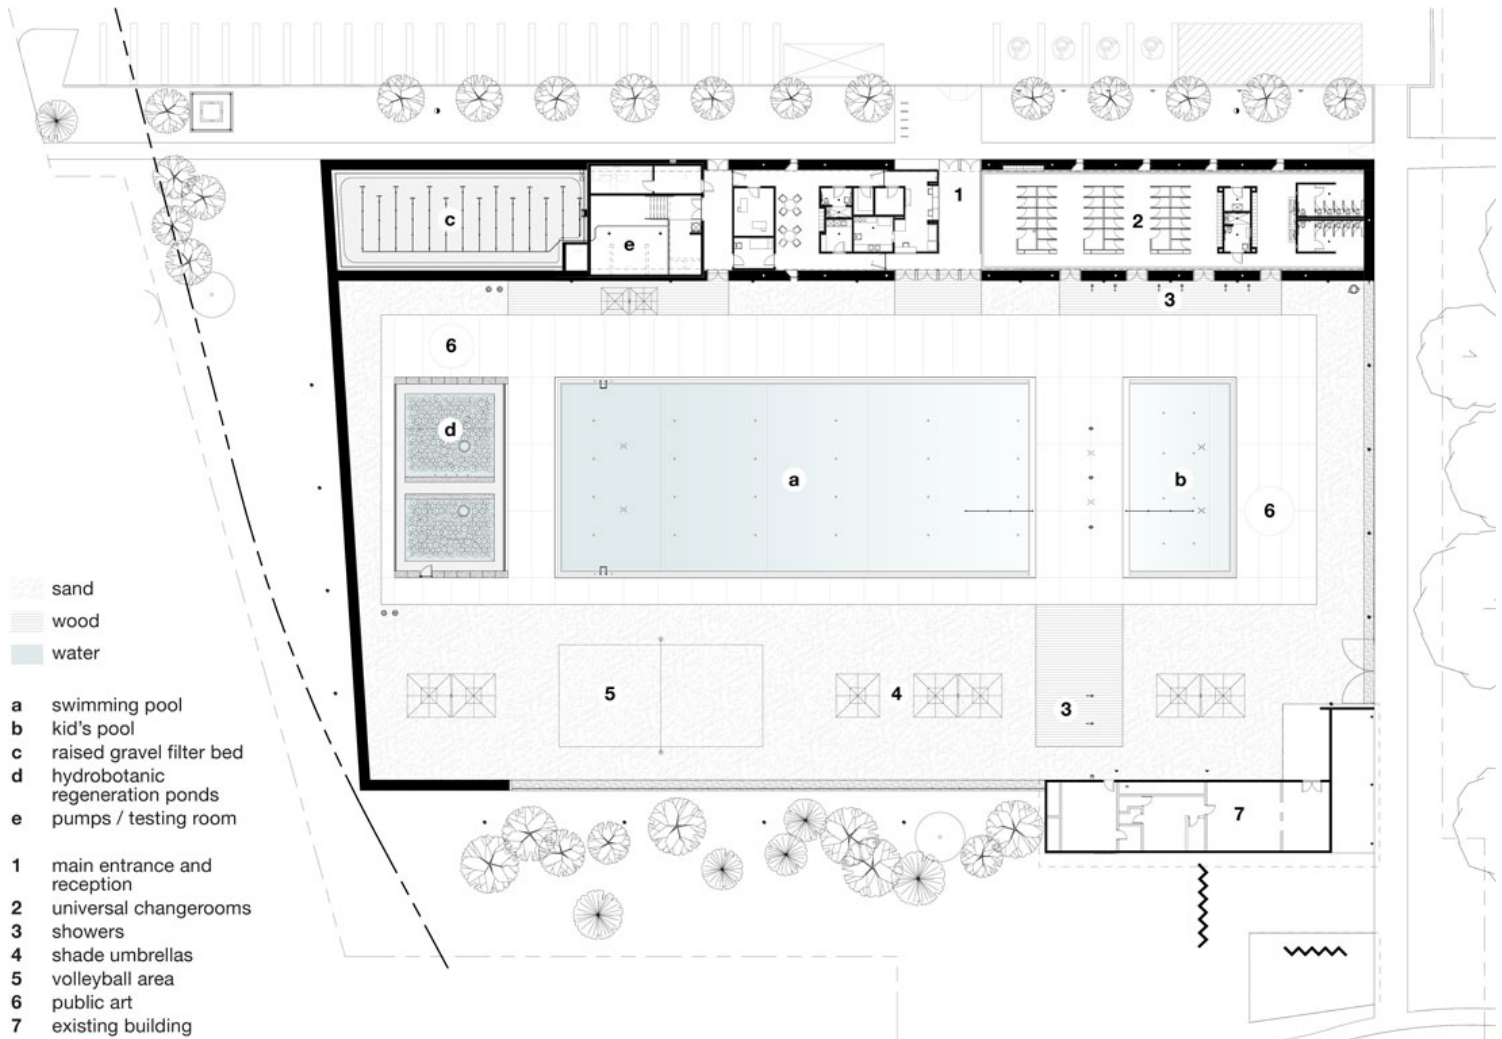 1
c
e
2
3
6
d
a
b
6
5
4
3
7
sand
wood
water
a swimming pool
b kid's pool
c raised gravel filter bed
d hydrobotanic
regeneration ponds
e pumps / testing room
1 main entrance and
reception
2 universal changerooms
3 showers
4 shade umbrellas
5 volleyball area
6 public art
7 existing building